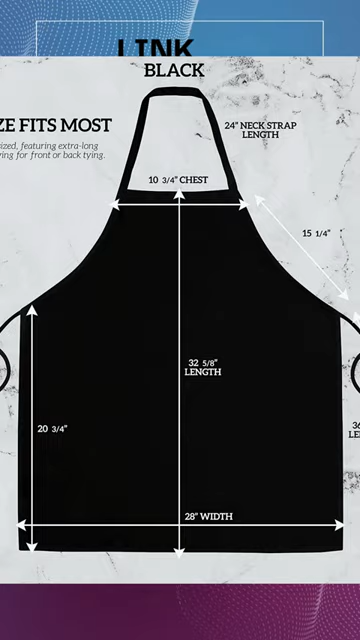 LINK
BLACK
ZE FITS MOST
ized, featuring extra-long
ying for front or back tying.
24" NECK STRAP
LENGTH
10 3/4" CHEST
15 1/4"
32 5/8"
LENGTH
20 3/4"
36
LE
28" WIDTH